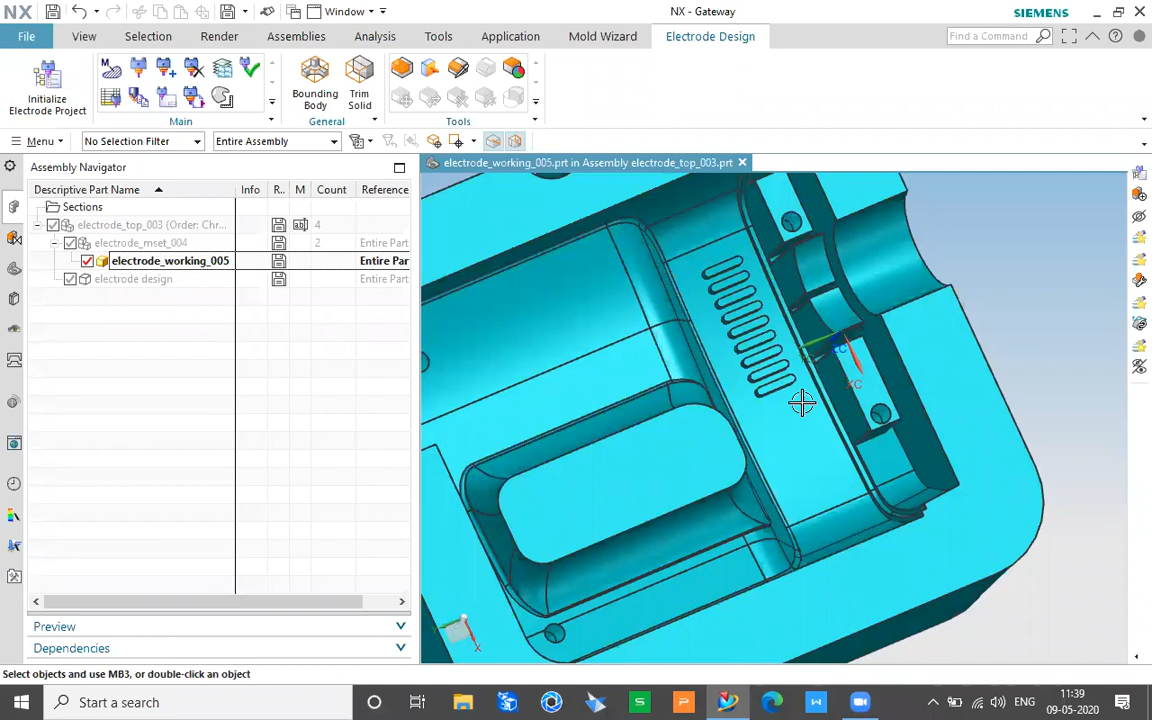 NX
Window
NX - Gateway
SIEMENS
File
View
Selection
Render
Assemblies
Analysis
Tools
Application
Mold Wizard
Electrode Design
Find a Command
Initialize
Electrode Project
Bounding
Body
Trim
Solid
Main
General
Tools
Menu
No Selection Filter
Entire Assembly
Assembly Navigator
electrode_working_005.prt in Assembly electrode_top_003.prt
Descriptive Part Name
Info
R..
M
Count
Reference
Sections
electrode_top_003 (Order: Chr...
4
electrode_mset_004
2
Entire Part
electrode_working_005
Entire Par
electrode design
Entire Part
XC
X
Preview
Dependencies
Select objects and use MB3, or double-click an object
Start a search
ENG
11:39
09-05-2020